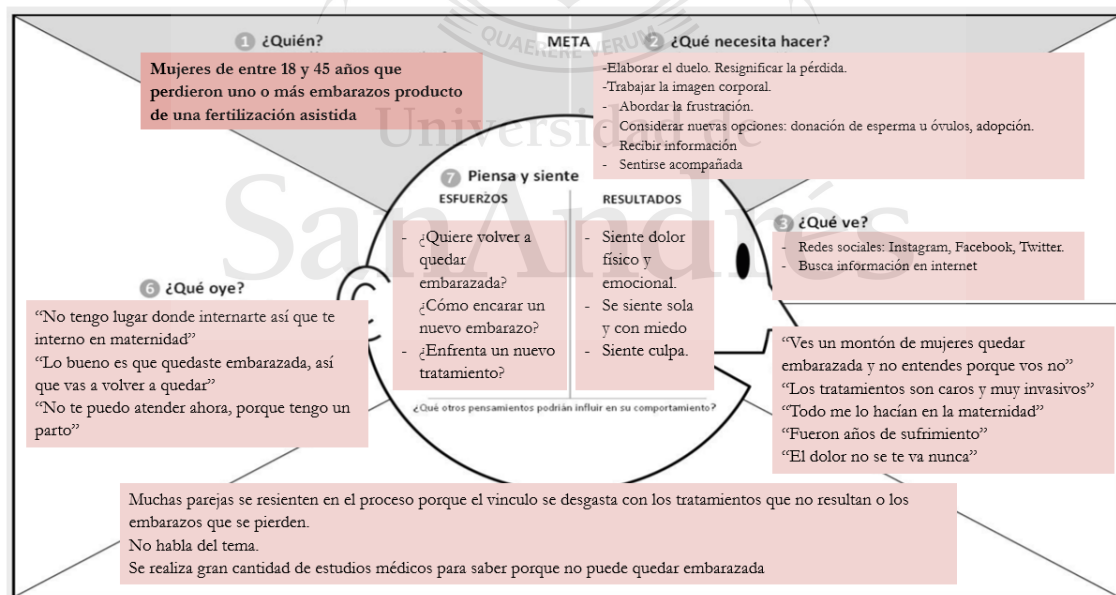 QUAERERE VERUM
Universidad de
SanAndrés
1 ¿Quién?
Mujeres de entre 18 y 45 años que
perdieron uno o más embarazos producto
de una fertilización asistida
META
2 ¿Qué necesita hacer?
-Elaborar el duelo. Resignificar la pérdida.
-Trabajar la imagen corporal.
- Abordar la frustración.
- Considerar nuevas opciones: donación de esperma u óvulos, adopción.
- Recibir información
- Sentirse acompañada
3 ¿Qué ve?
- Redes sociales: Instagram, Facebook, Twitter.
- Busca información en internet
“Ves un montón de mujeres quedar
embarazada y no entendes porque vos no”
“Los tratamientos son caros y muy invasivos”
“Todo me lo hacían en la maternidad”
“Fueron años de sufrimiento”
“El dolor no se te va nunca”
Muchas parejas se resienten en el proceso porque el vinculo se desgasta con los tratamientos que no resultan o los
embarazos que se pierden.
No habla del tema.
Se realiza gran cantidad de estudios médicos para saber porque no puede quedar embarazada
6 ¿Qué oye?
“No tengo lugar donde internarte así que te
interno en maternidad”
“Lo bueno es que quedaste embarazada, así
que vas a volver a quedar”
“No te puedo atender ahora, porque tengo un
parto”
7 Piensa y siente
ESFUERZOS
- ¿Quiere volver a
quedar
embarazada?
¿Cómo encarar un
nuevo embarazo?
- ¿Enfrenta un nuevo
tratamiento?
RESULTADOS
- Siente dolor
físico y
emocional.
- Se siente sola
y con miedo
- Siente culpa.
¿Qué otros pensamientos podrían influir en su comportamiento?